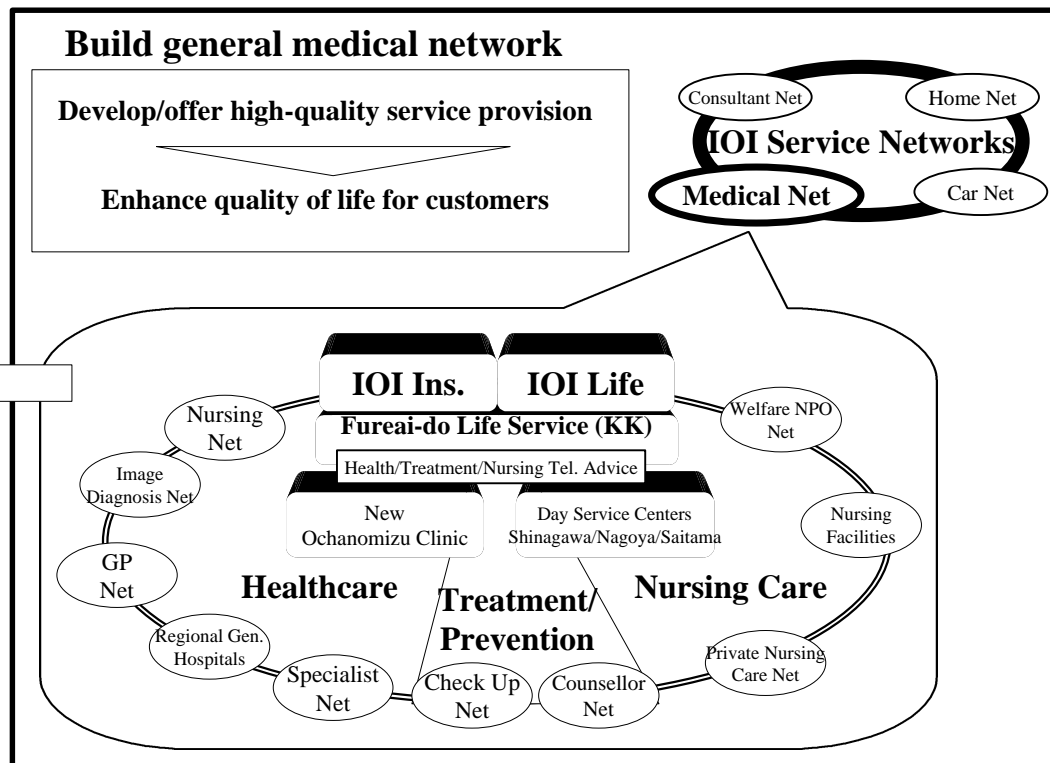 Build general medical network
Develop/offer high-quality service provision
Enhance quality of life for customers
Consultant Net
Home Net
IOI Service Networks
Medical Net
Car Net
IOI Ins.
IOI Life
Fureai-do Life Service (KK)
Health/Treatment/Nursing Tel. Advice
New
Ochanomizu Clinic
Day Service Centers
Shinagawa/Nagoya/Saitama
Healthcare
Treatment/
Prevention
Nursing Care
Nursing
Net
Image
Diagnosis Net
GP
Net
Regional Gen.
Hospitals
Specialist
Net
Check Up
Net
Counsellor
Net
Private Nursing
Care Net
Nursing
Facilities
Welfare NPO
Net